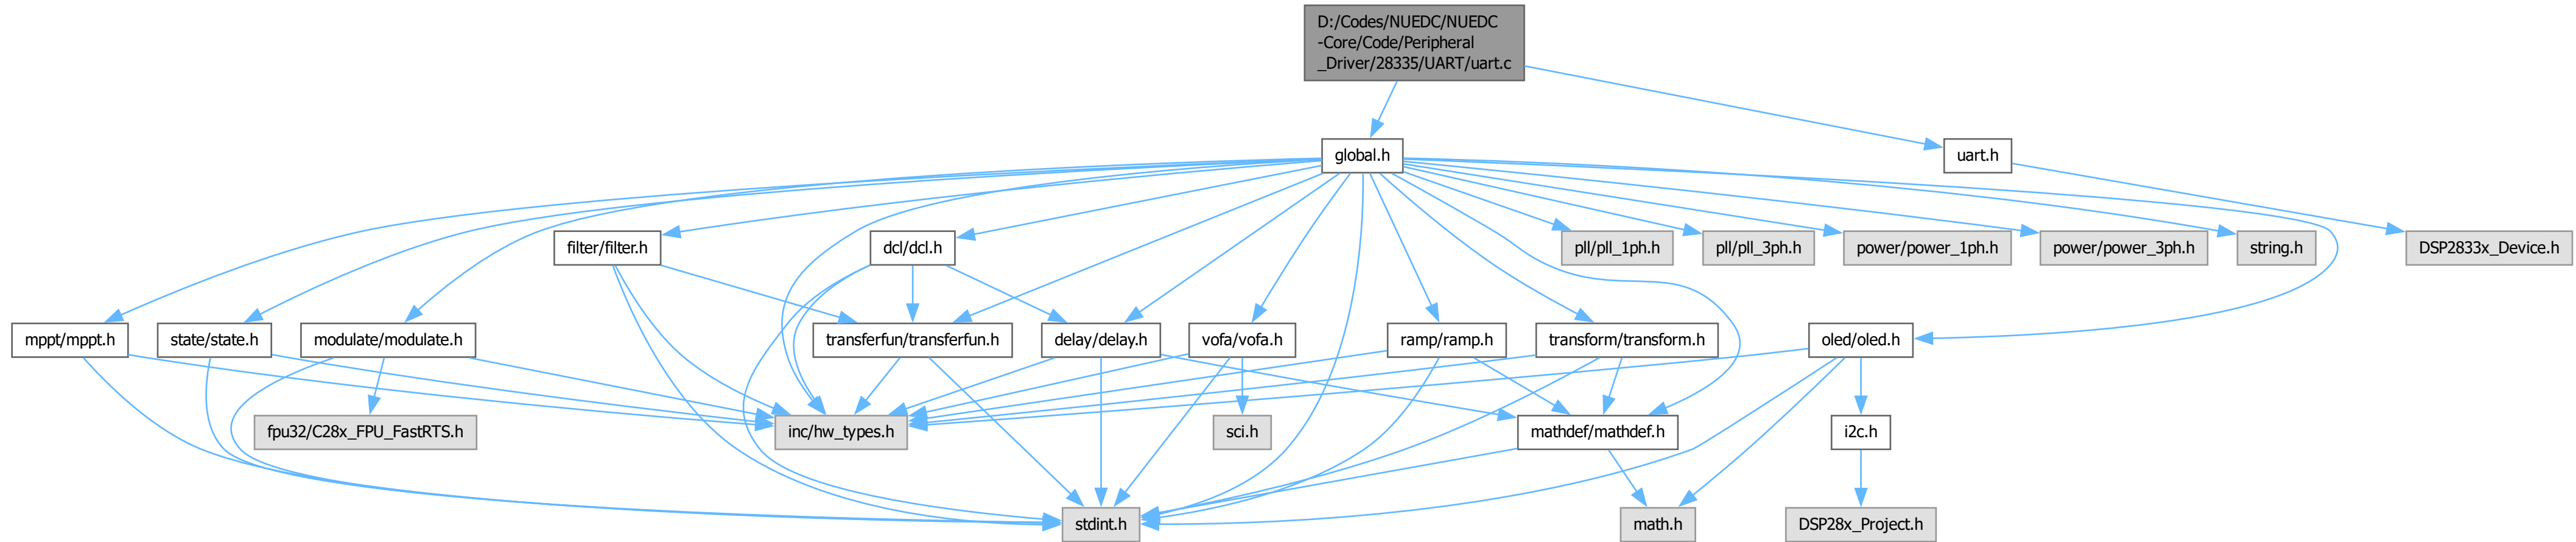 D:/Codes/NUEDC/NUEDC
-Core/Code/Peripheral
_Driver/28335/UART/uart.c
global.h
uart.h
filter/filter.h
dcl/dcl.h
pll/pll_1ph.h
pll/pll_3ph.h
power/power_1ph.h
power/power_3ph.h
string.h
DSP2833x_Device.h
mppt/mppt.h
state/state.h
modulate/modulate.h
transferfun/transferfun.h
delay/delay.h
vofa/vofa.h
ramp/ramp.h
transform/transform.h
oled/oled.h
fpu32/C28x_FPU_FastRTS.h
inc/hw_types.h
sci.h
mathdef/mathdef.h
i2c.h
stdint.h
math.h
DSP28x_Project.h